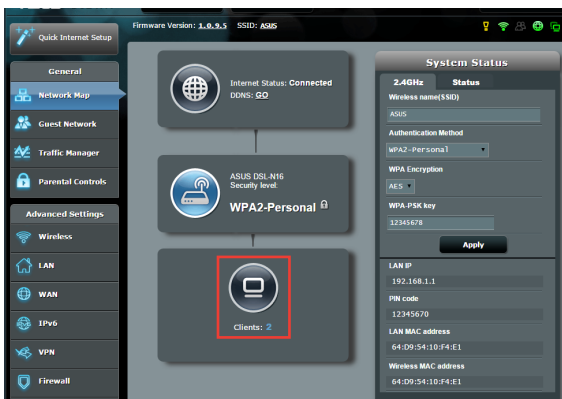 Quick Internet Setup
General
Network Map
Guest Network
Traffic Manager
Parental Controls
Advanced Settings
Wireless
LAN
WAN
IPv6
VPN
Firewall
Firmware Version: 1.0.9.5 SSID: ASUS
Internet Status: Connected
DDNS: GO
ASUS DSL-N16
Security level:
WPA2-Personal
Clients: 2
System Status
2.4GHz Status
Wireless name(SSID)
ASUS
Authentication Method
WPA2-Personal
WPA Encryption
AES
WPA-PSK key
12345678
Apply
LAN IP
192.168.1.1
PIN code
12345670
LAN MAC address
64:D9:54:10:F4:E1
Wireless MAC address
64:D9:54:10:F4:E1